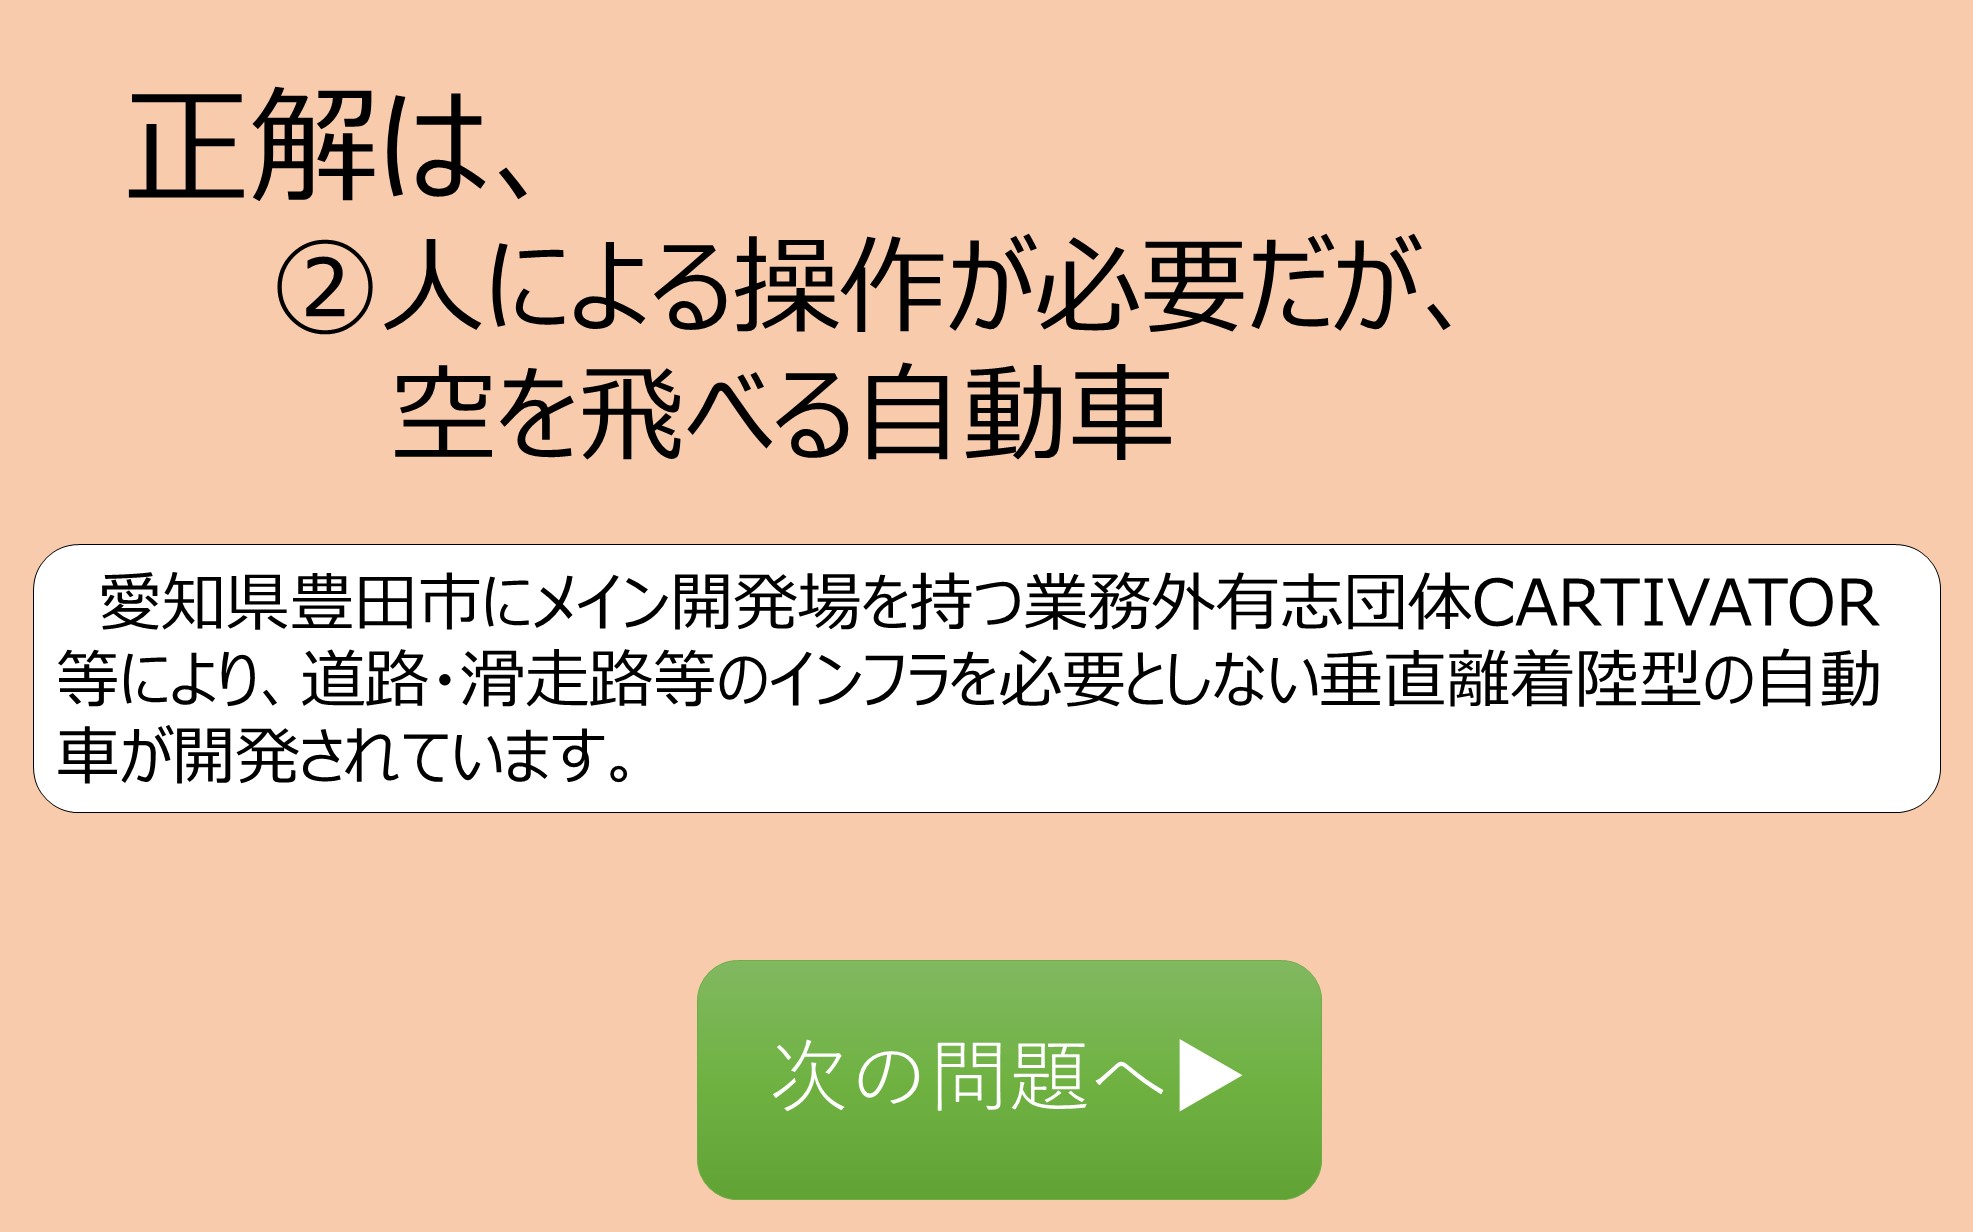 正解は、
②人による操作が必要だが、
空を飛べる自動車
愛知県豊田市にメイン開発場を持つ業務外有志団体CARTIVATOR
等により、道路・滑走路等のインフラを必要としない垂直離着陸型の自動
車が開発されています。
次の問題へ▶